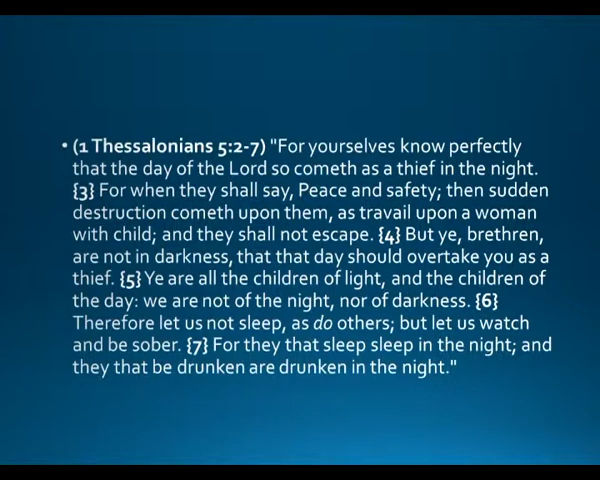 • (1 Thessalonians 5:2-7) "For yourselves know perfectly
that the day of the Lord so cometh as a thief in the night.
{3} For when they shall say, Peace and safety; then sudden
destruction cometh upon them, as travail upon a woman
with child; and they shall not escape. {4} But ye, brethren,
are not in darkness, that that day should overtake you as a
thief. {5} Ye are all the children of light, and the children of
the day: we are not of the night, nor of darkness. {6}
Therefore let us not sleep, as do others; but let us watch
and be sober. {7} For they that sleep sleep in the night; and
they that be drunken are drunken in the night."